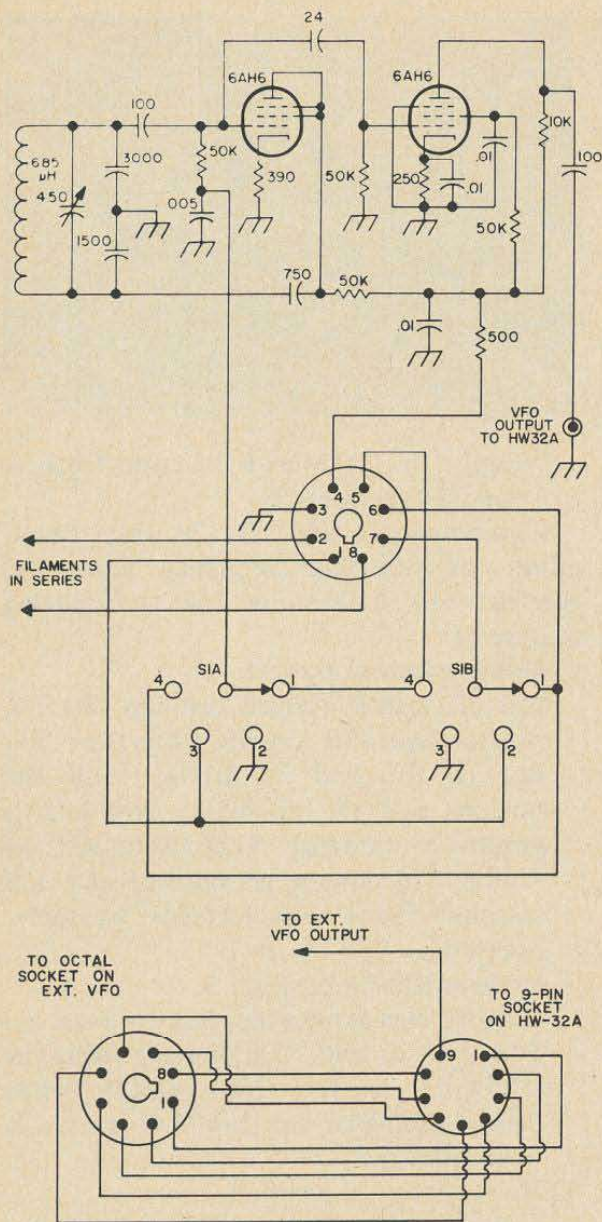 24
6AH6
6AH6
100
10K
.01
100
685
μH
3000
50K
450
390
50K
250
.01
.005
50K
1500
750
50K
.01
500
VFO
OUTPUT
TO HW32A
4 5
3 6
2 7
1 8
FILAMENTS
IN SERIES
4 S1A 1 4 S1B 1
3 2 3 2
TO EXT.
VFO OUTPUT
TO OCTAL
SOCKET ON
EXT. VFO
TO 9-PIN
SOCKET
ON HW-32A
9 1
8
1